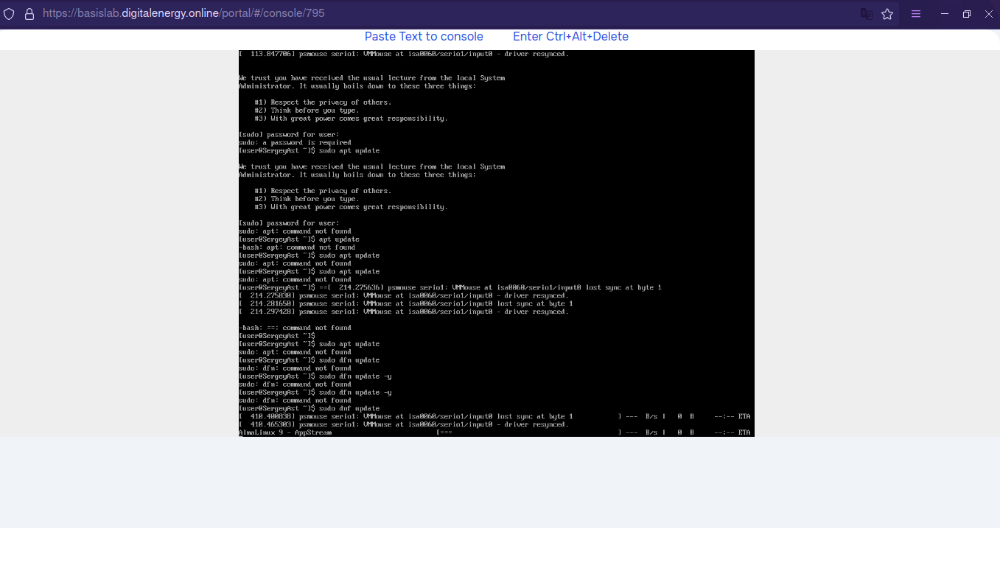 https://basislab.digitalenergy.online/portal/#/console/795
Paste Text to console Enter Ctrl+Alt+Delete
[  113.847706] psmouse serio1: VMMouse at isa0060/serio1/input0 - driver resynced.
We trust you have received the usual lecture from the local System
Administrator. It usually boils down to these three things:
#1) Respect the privacy of others.
#2) Think before you type.
#3) With great power comes great responsibility.
[sudo] password for user:
sudo: a password is required
[user@SergeyAst ~]$ sudo apt update
We trust you have received the usual lecture from the local System
Administrator. It usually boils down to these three things:
#1) Respect the privacy of others.
#2) Think before you type.
#3) With great power comes great responsibility.
[sudo] password for user:
sudo: apt: command not found
[user@SergeyAst ~]$ apt update
-bash: apt: command not found
[user@SergeyAst ~]$ sudo apt update
sudo: apt: command not found
[user@SergeyAst ~]$ sudo apt update
sudo: apt: command not found
[user@SergeyAst ~]$ ==[  214.275636] psmouse serio1: VMMouse at isa0060/serio1/input0 lost sync at byte 1
[  214.275830] psmouse serio1: VMMouse at isa0060/serio1/input0 - driver resynced.
[  214.281650] psmouse serio1: VMMouse at isa0060/serio1/input0 lost sync at byte 1
[  214.297428] psmouse serio1: VMMouse at isa0060/serio1/input0 - driver resynced.
-bash: ==: command not found
[user@SergeyAst ~]$
[user@SergeyAst ~]$ sudo apt update
sudo: apt: command not found
[user@SergeyAst ~]$ sudo dfn update
sudo: dfn: command not found
[user@SergeyAst ~]$ sudo dfn update -y
sudo: dfn: command not found
[user@SergeyAst ~]$ sudo dfn update -y
sudo: dfn: command not found
[user@SergeyAst ~]$ sudo dnf update
[  410.400838] psmouse serio1: VMMouse at isa0060/serio1/input0 lost sync at byte 1 ] ---  B/s |   0  B     --:-- ETA
[  410.465303] psmouse serio1: VMMouse at isa0060/serio1/input0 - driver resynced.
AlmaLinux 9 - AppStream [=== ] ---  B/s |   0  B     --:-- ETA